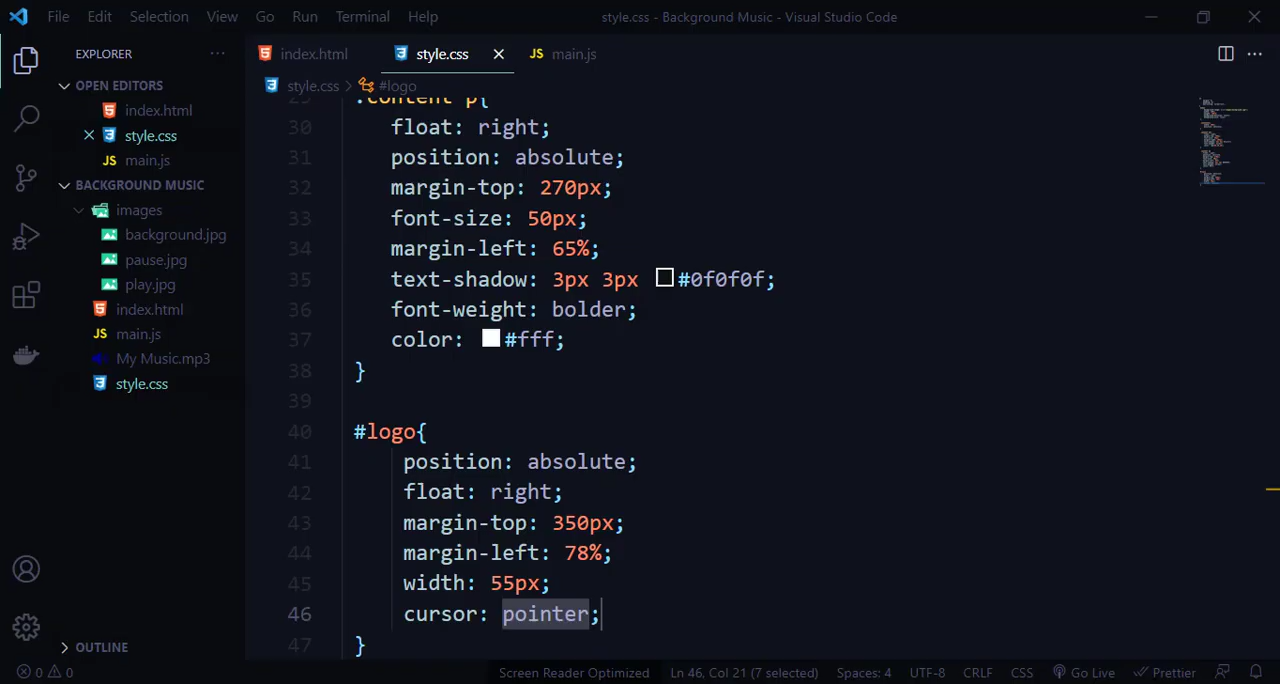 File Edit Selection View Go Run Terminal Help
style.css - Background Music - Visual Studio Code
EXPLORER
OPEN EDITORS
index.html
style.css
main.js
BACKGROUND MUSIC
images
background.jpg
pause.jpg
play.jpg
index.html
main.js
My Music.mp3
style.css
OUTLINE
index.html style.css JS main.js
style.css > #logo
.content p{
30 float: right;
31 position: absolute;
32 margin-top: 270px;
33 font-size: 50px;
34 margin-left: 65%;
35 text-shadow: 3px 3px #0f0f0f;
36 font-weight: bolder;
37 color: #fff;
38 }
39
40 #logo{
41 position: absolute;
42 float: right;
43 margin-top: 350px;
44 margin-left: 78%;
45 width: 55px;
46 cursor: pointer;
47 }
0 0 Screen Reader Optimized Ln 46, Col 21 (7 selected) Spaces: 4 UTF-8 CRLF CSS Go Live Prettier